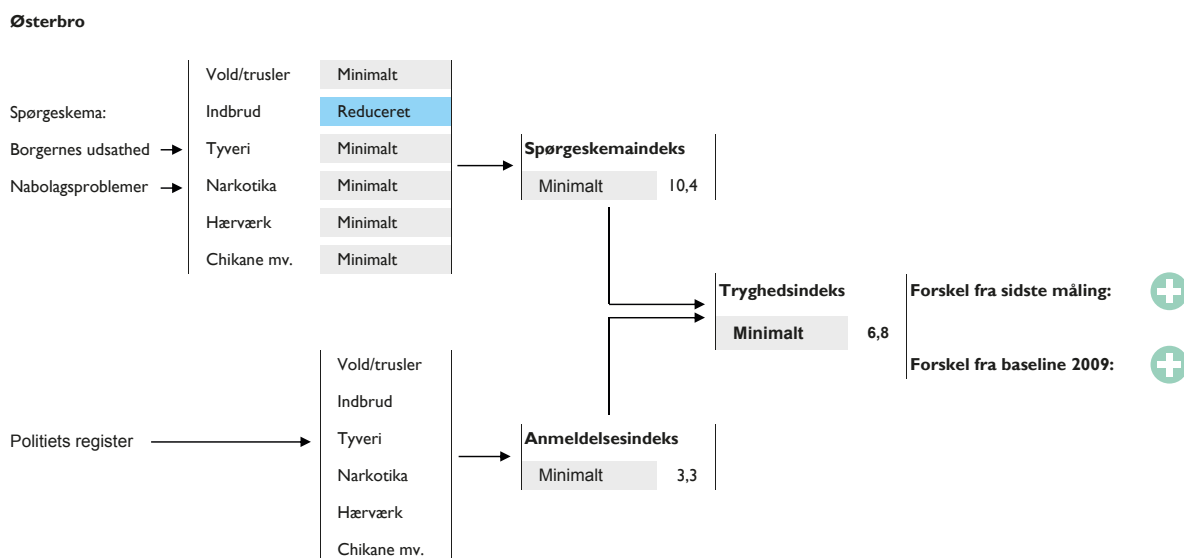 Østerbro
Spørgeskema:
Borgernes udsathed
Nabolagsproblemer
Vold/trusler Minimalt
Indbrud Reduceret
Tyveri Minimalt
Narkotika Minimalt
Hærværk Minimalt
Chikane mv. Minimalt
Spørgeskemaindeks
Minimalt 10,4
Tryghedsindeks
Minimalt 6,8
Forskel fra sidste måling:
Forskel fra baseline 2009:
Politiets register
Vold/trusler
Indbrud
Tyveri
Narkotika
Hærværk
Chikane mv.
Anmeldelsesindeks
Minimalt 3,3